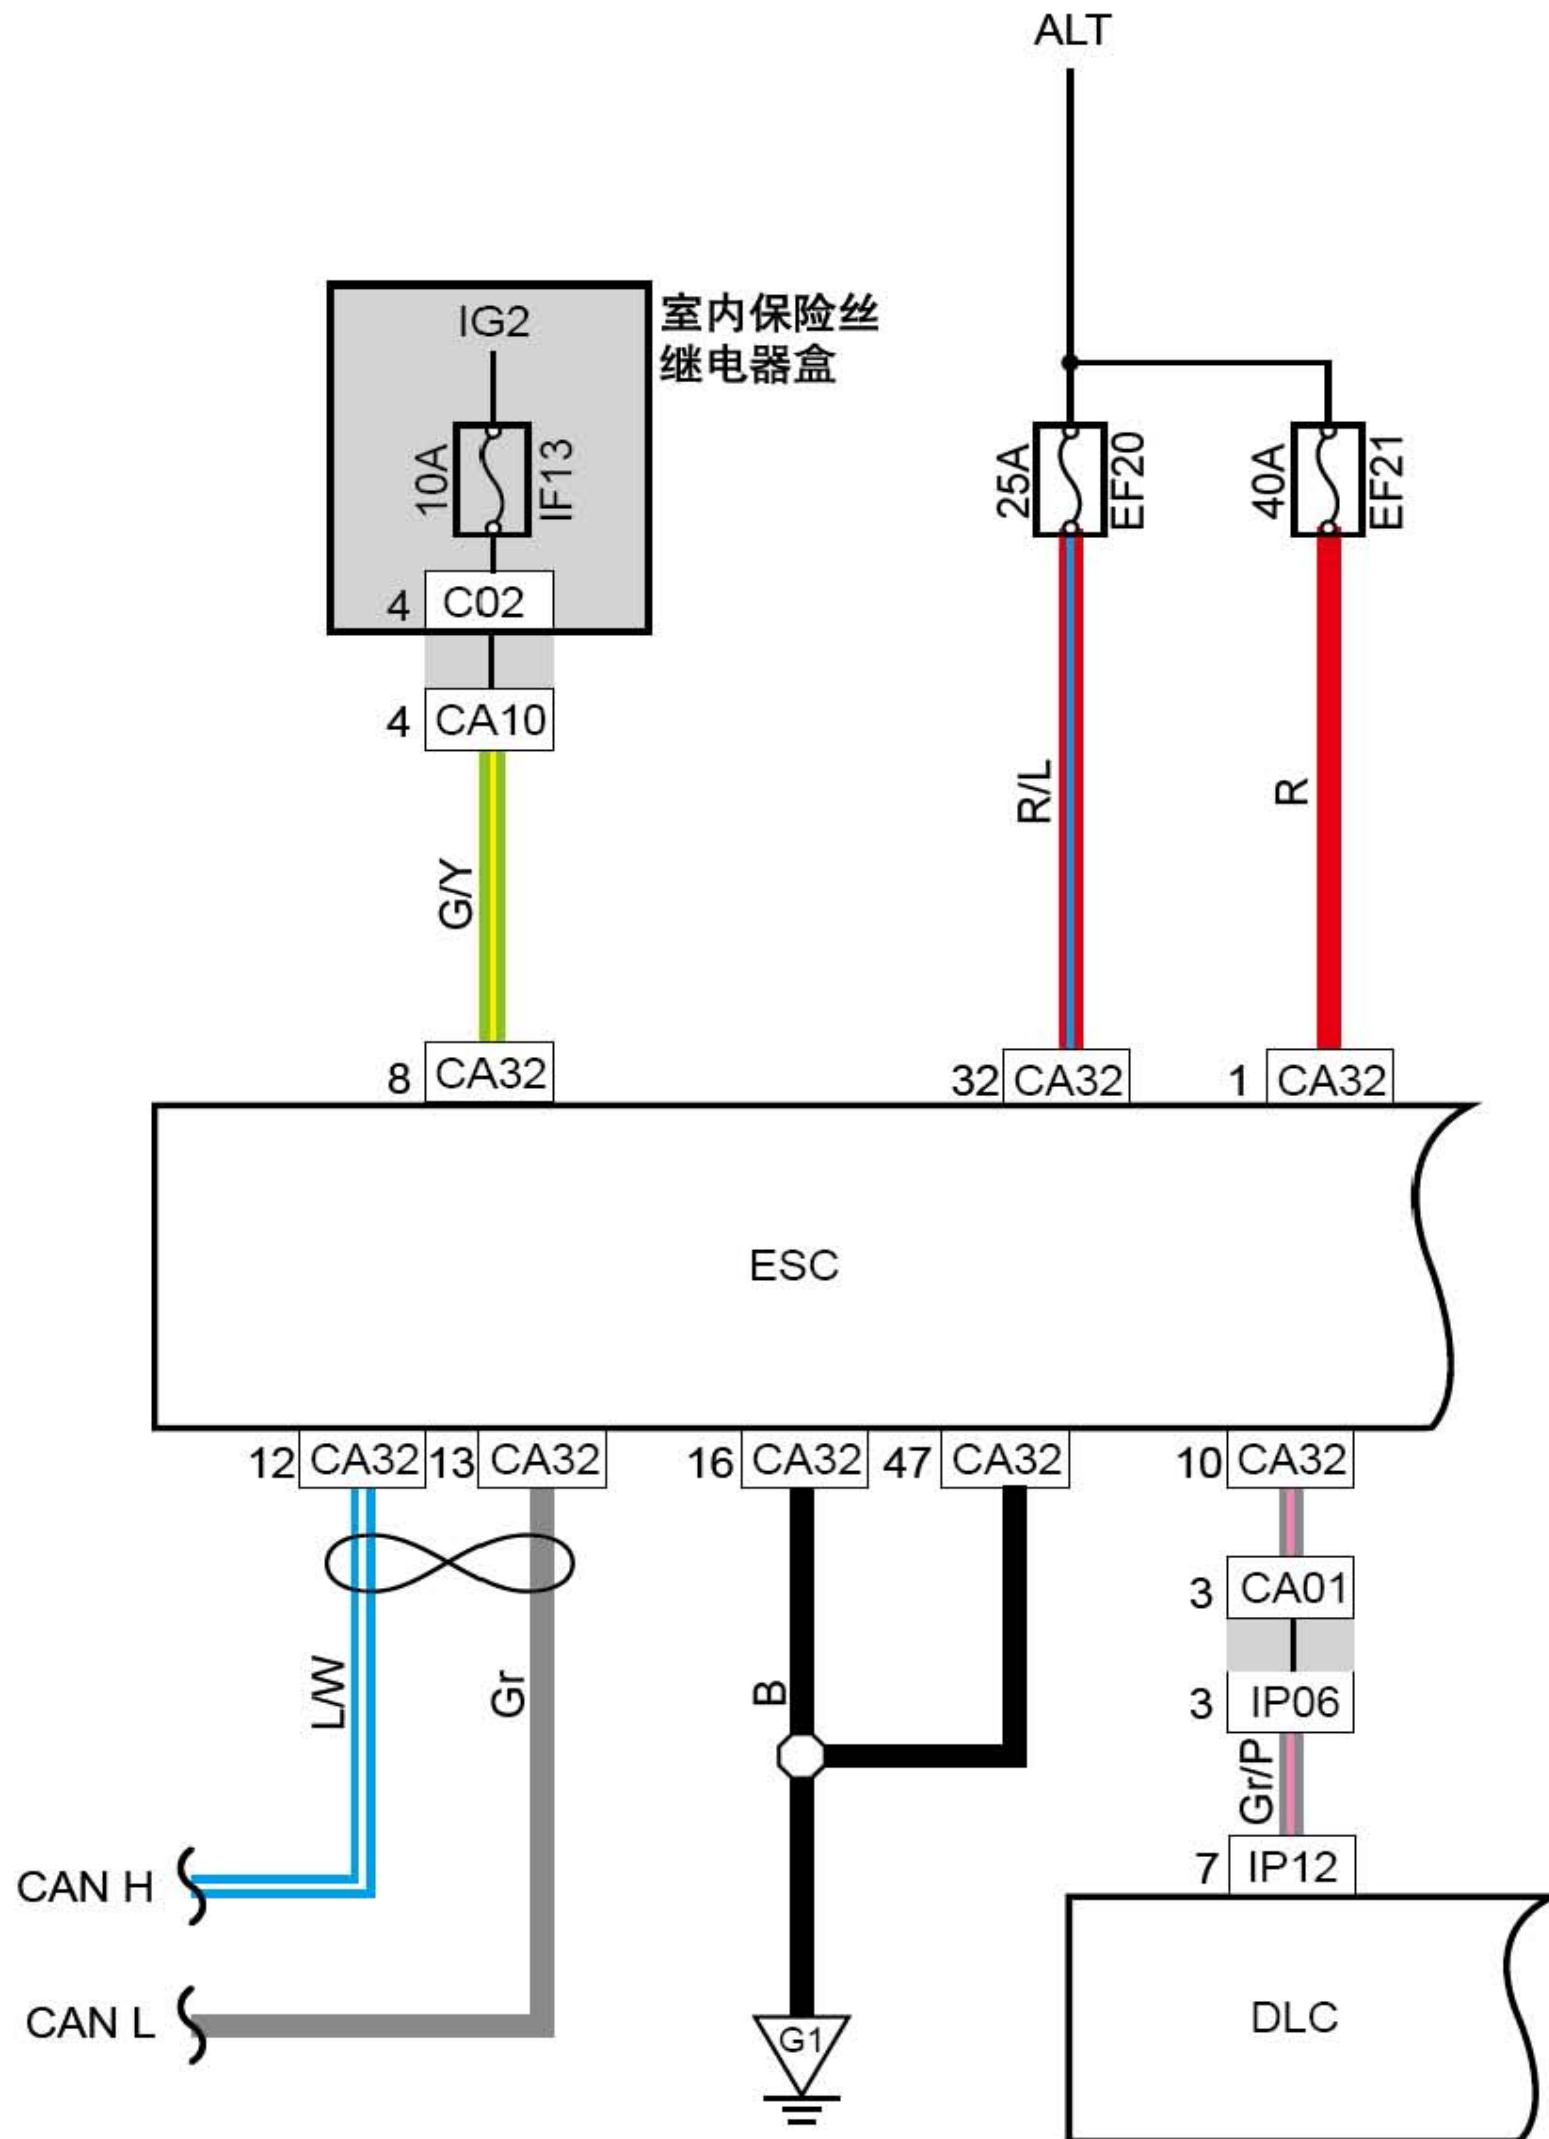 ALT
IG2
室内保险丝
继电器盒
10A
IF13
25A
EF20
40A
EF21
4 C02
4 CA10
G/Y
R/L
R
8 CA32
32 CA32
1 CA32
ESC
12 CA32
13 CA32
16 CA32
47 CA32
10 CA32
3 CA01
L/W
Gr
B
3 IP06
Gr/P
7 IP12
CAN H
CAN L
G1
DLC